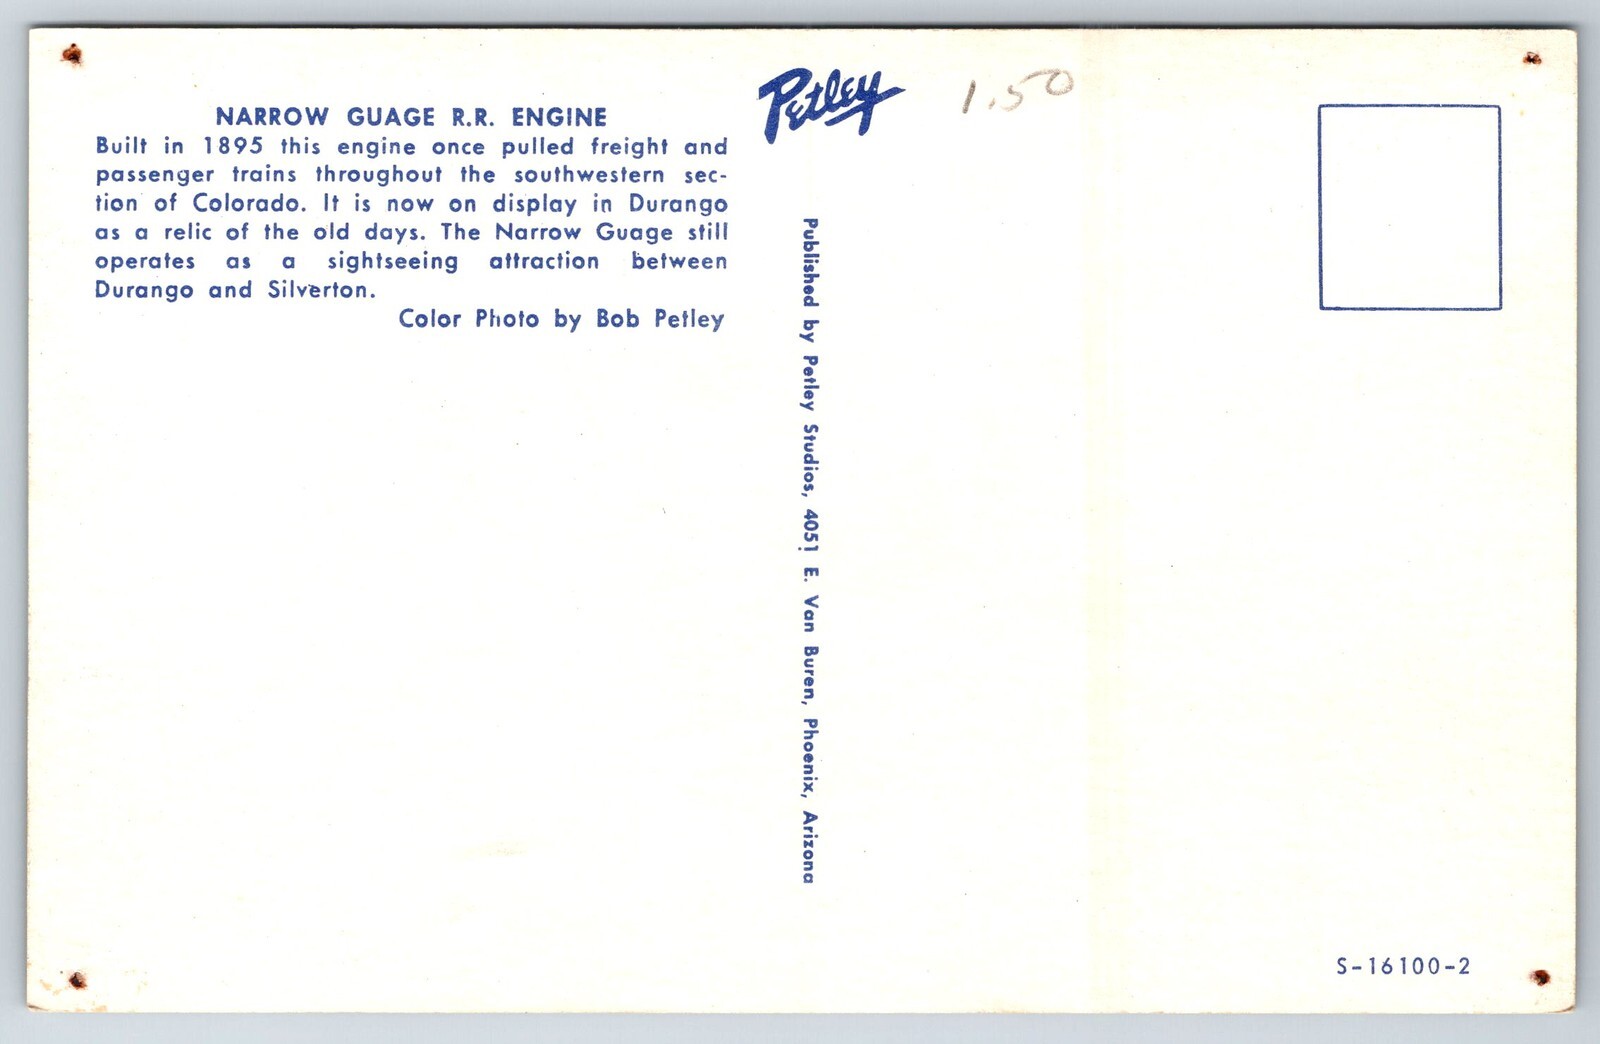 NARROW GUAGE R.R. ENGINE
Built in 1895 this engine once pulled freight and
passenger trains throughout the southwestern sec-
tion of Colorado. It is now on display in Durango
as a relic of the old days. The Narrow Guage still
operates as a sightseeing attraction between
Durango and Silverton.
Color Photo by Bob Petley
Petley
1.50
Published by Petley Studios, 4051 E. Van Buren, Phoenix, Arizona
S-16100-2